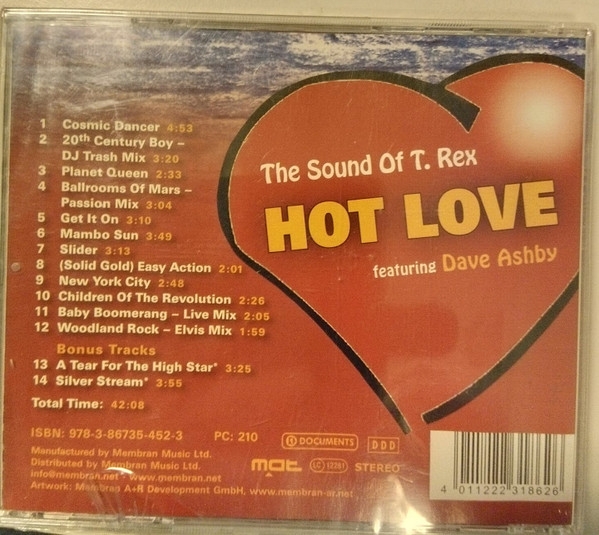 1 Cosmic Dancer 4:53
2 20th Century Boy –
DJ Trash Mix 3:20
3 Planet Queen 2:33
4 Ballrooms Of Mars –
Passion Mix 3:04
5 Get It On 3:10
6 Mambo Sun 3:49
7 Slider 3:13
8 (Solid Gold) Easy Action 2:01
9 New York City 2:48
10 Children Of The Revolution 2:26
11 Baby Boomerang – Live Mix 2:05
12 Woodland Rock – Elvis Mix 1:59
Bonus Tracks
13 A Tear For The High Star* 3:25
14 Silver Stream* 3:55
Total Time: 42:08
The Sound Of T. Rex
HOT LOVE
featuring Dave Ashby
ISBN: 978-3-86735-452-3 PC: 210
Manufactured by Membran Music Ltd.
Distributed by Membran Music Ltd.
info@membran.net - www.membran.net
Artwork: Membran A+R Development GmbH, www.membran-ar.net
DOCUMENTS
DDD
mat
LC 12281
STEREO
4 011222 318626